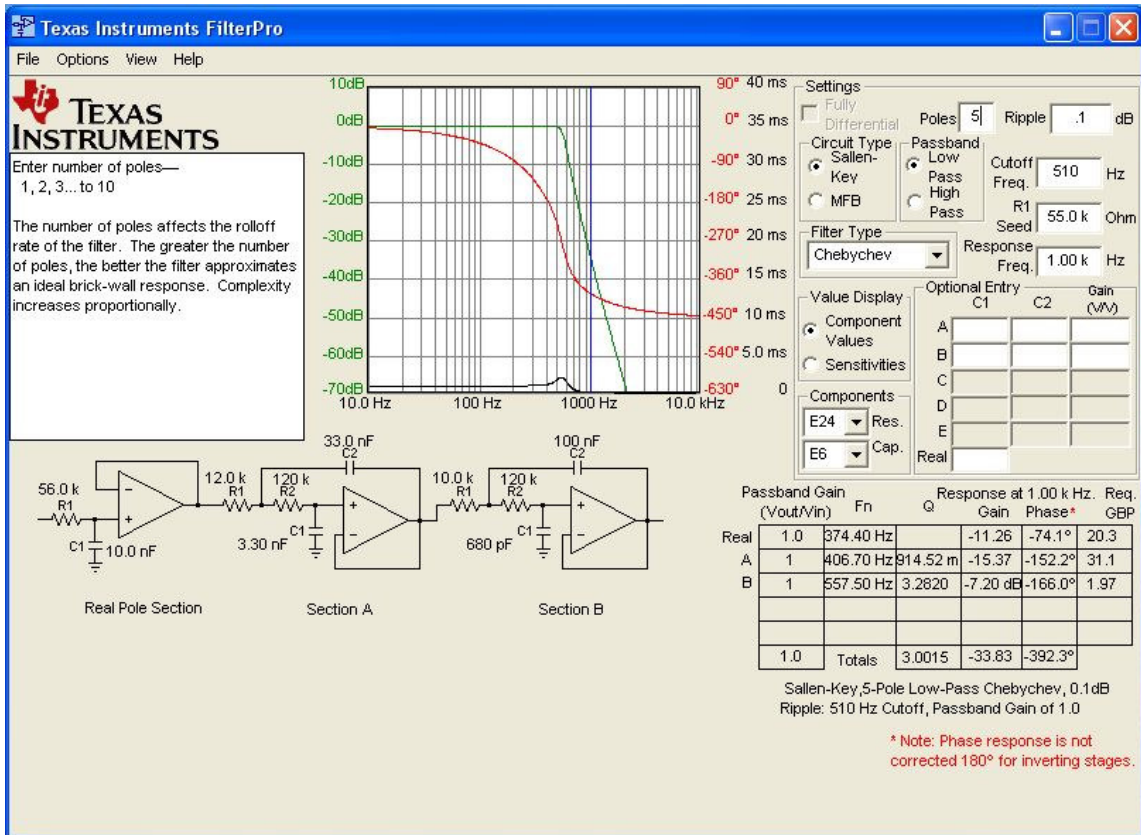 Texas Instruments FilterPro
File Options View Help
TEXAS
INSTRUMENTS
Enter number of poles—
1, 2, 3... to 10
The number of poles affects the rolloff
rate of the filter. The greater the number
of poles, the better the filter approximates
an ideal brick-wall response. Complexity
increases proportionally.
10dB
0dB
-10dB
-20dB
-30dB
-40dB
-50dB
-60dB
-70dB
90° 40 ms
0° 35 ms
-90° 30 ms
-180° 25 ms
-270° 20 ms
-360° 15 ms
-450° 10 ms
-540° 5.0 ms
-630° 0
10.0 Hz 100 Hz 1000 Hz 10.0 kHz
Settings
Fully
Differential
Poles 5 Ripple .1 dB
Circuit Type
Sallen-
Key
MFB
Passband
Low
Pass
High
Pass
Cutoff
Freq. 510 Hz
R1
Seed 55.0 k Ohm
Filter Type
Chebychev
Response
Freq. 1.00 k Hz
Value Display
Component
Values
Sensitivities
Components
E24 Res.
E6 Cap.
Optional Entry
C1 C2 Gain
(V/V)
A
B
C
D
E
Real
56.0 k
R1
C1 10.0 nF
Real Pole Section
33.0 nF
C2
12.0 k 120 k
R1 R2
C1
3.30 nF
Section A
100 nF
C2
10.0 k 120 k
R1 R2
C1
680 pF
Section B
Passband Gain Response at 1.00 k Hz. Req.
(Vout/Vin) Fn Q Gain Phase* GBP
Real 1.0 374.40 Hz -11.26 -74.1° 20.3
A 1 406.70 Hz 914.52 m -15.37 -152.2° 31.1
B 1 557.50 Hz 3.2820 -7.20 dB -166.0° 1.97
1.0 Totals 3.0015 -33.83 -392.3°
Sallen-Key,5-Pole Low-Pass Chebychev, 0.1dB
Ripple: 510 Hz Cutoff, Passband Gain of 1.0
* Note: Phase response is not
corrected 180° for inverting stages.